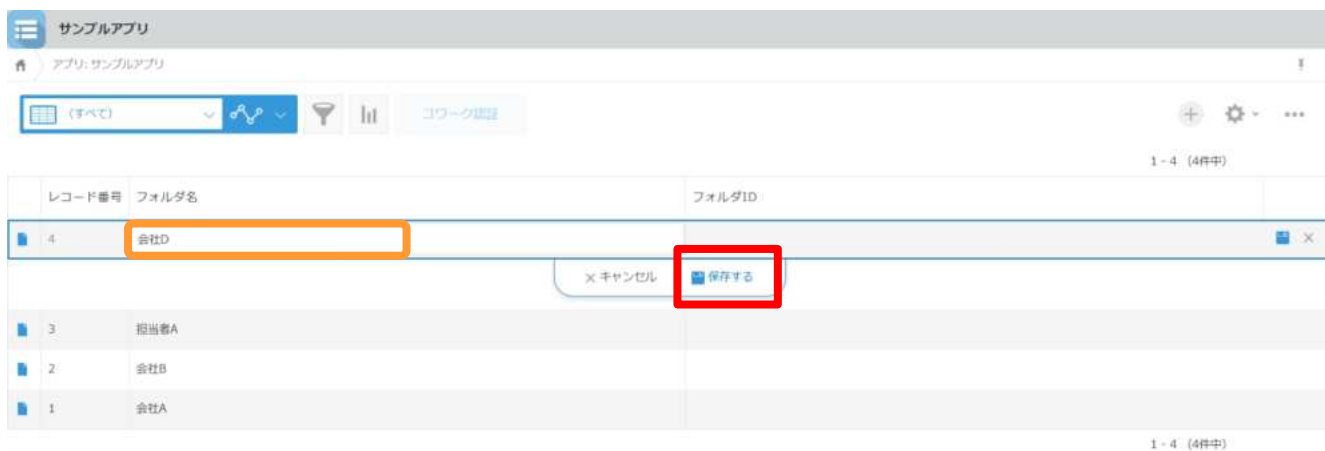 サンプルアプリ
アプリ: サンプルアプリ
(すべて)
コワーク認証
1 - 4 (4件中)
レコード番号 フォルダ名 フォルダID
4 会社D
キャンセル 保存する
3 担当者A
2 会社B
1 会社A
1 - 4 (4件中)